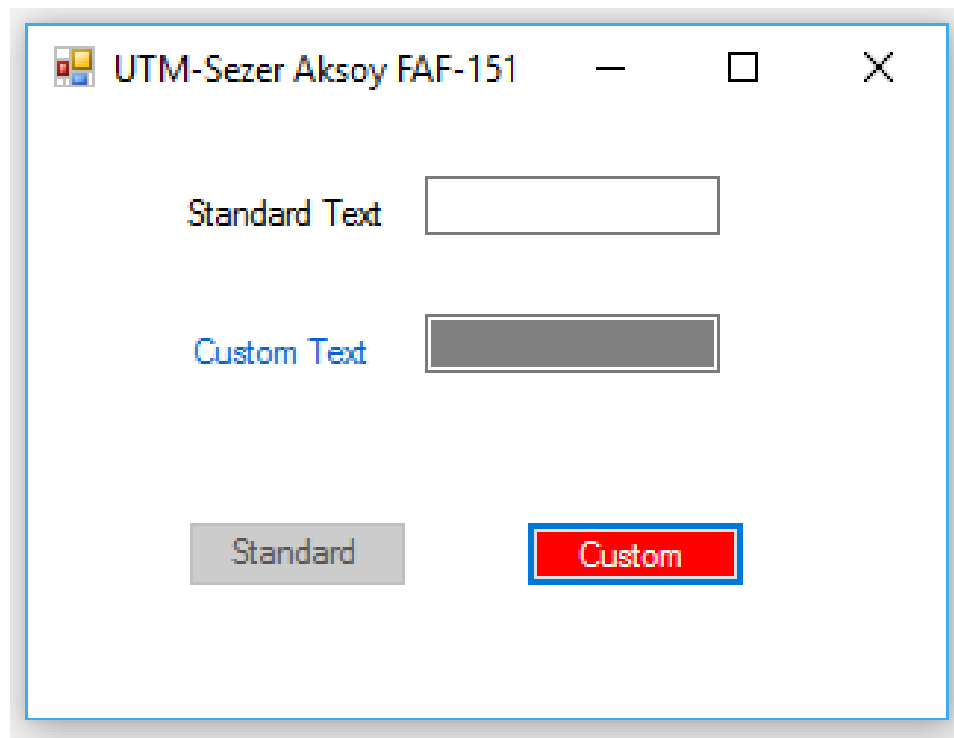 UTM-Sezer Aksoy FAF-151
Standard Text
Custom Text
Standard
Custom